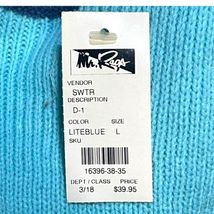 Mr. Rags
VENDOR
SWTR
DESCRIPTION
D-1
COLOR SIZE
LITEBLUE L
SKU
16396-38-35
DEPT / CLASS PRICE
3/18 $39.95